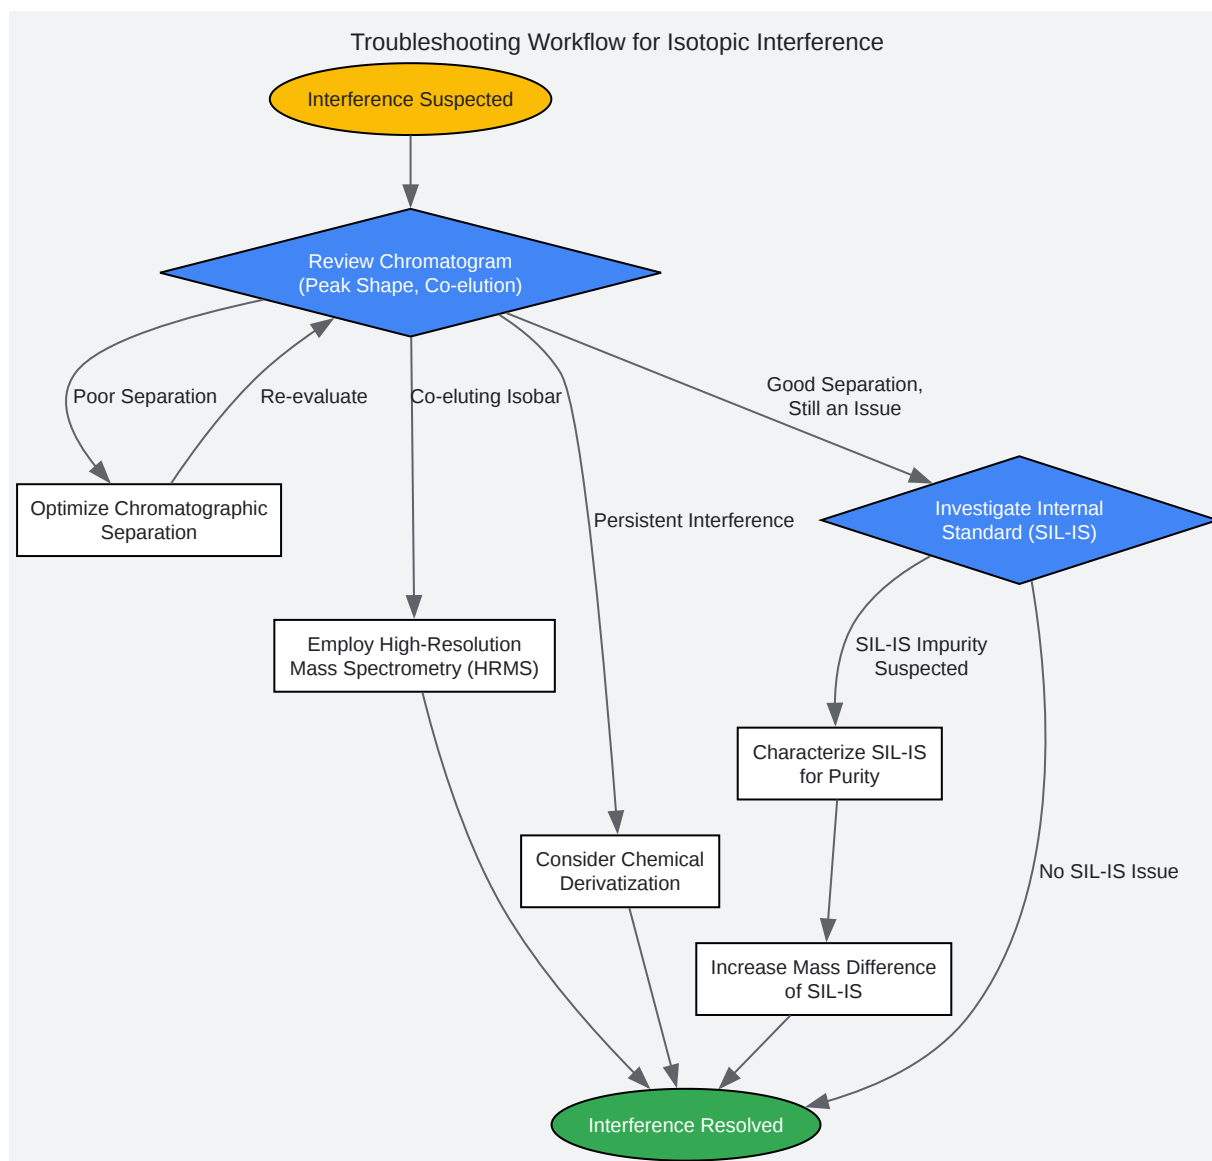 Troubleshooting Workflow for Isotopic Interference
Interference Suspected
Review Chromatogram
(Peak Shape, Co-elution)
Poor Separation
Re-evaluate
Co-eluting Isobar
Good Separation,
Still an Issue
Optimize Chromatographic
Separation
Persistent Interference
Investigate Internal
Standard (SIL-IS)
Employ High-Resolution
Mass Spectrometry (HRMS)
SIL-IS Impurity
Suspected
Characterize SIL-IS
for Purity
Consider Chemical
Derivatization
No SIL-IS Issue
Increase Mass Difference
of SIL-IS
Interference Resolved